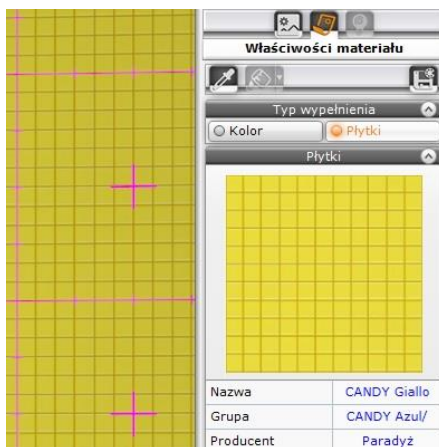 Właściwości materiału
Typ wypełnienia
Kolor
Płytki
Płytki
Nazwa CANDY Giallo
Grupa CANDY Azul/
Producent Paradyż